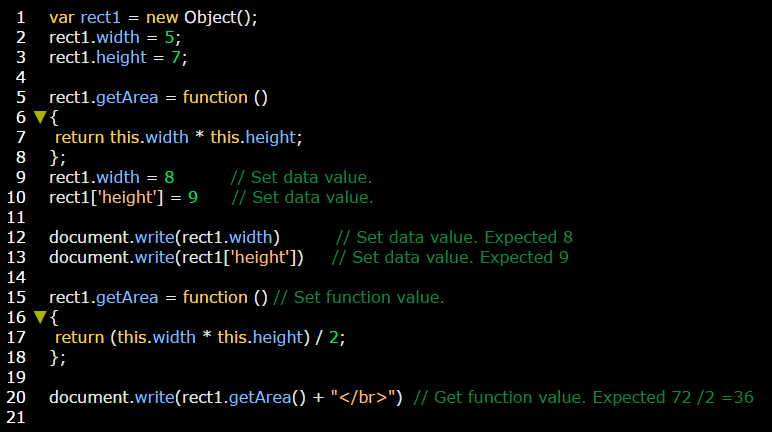 1 var rect1 = new Object();
2 rect1.width = 5;
3 rect1.height = 7;
4
5 rect1.getArea = function ()
6 {
7 return this.width * this.height;
8 };
9 rect1.width = 8 // Set data value.
10 rect1['height'] = 9 // Set data value.
11
12 document.write(rect1.width) // Set data value. Expected 8
13 document.write(rect1['height']) // Set data value. Expected 9
14
15 rect1.getArea = function () // Set function value.
16 {
17 return (this.width * this.height) / 2;
18 };
19
20 document.write(rect1.getArea() + "</br>") // Get function value. Expected 72 /2 =36
21